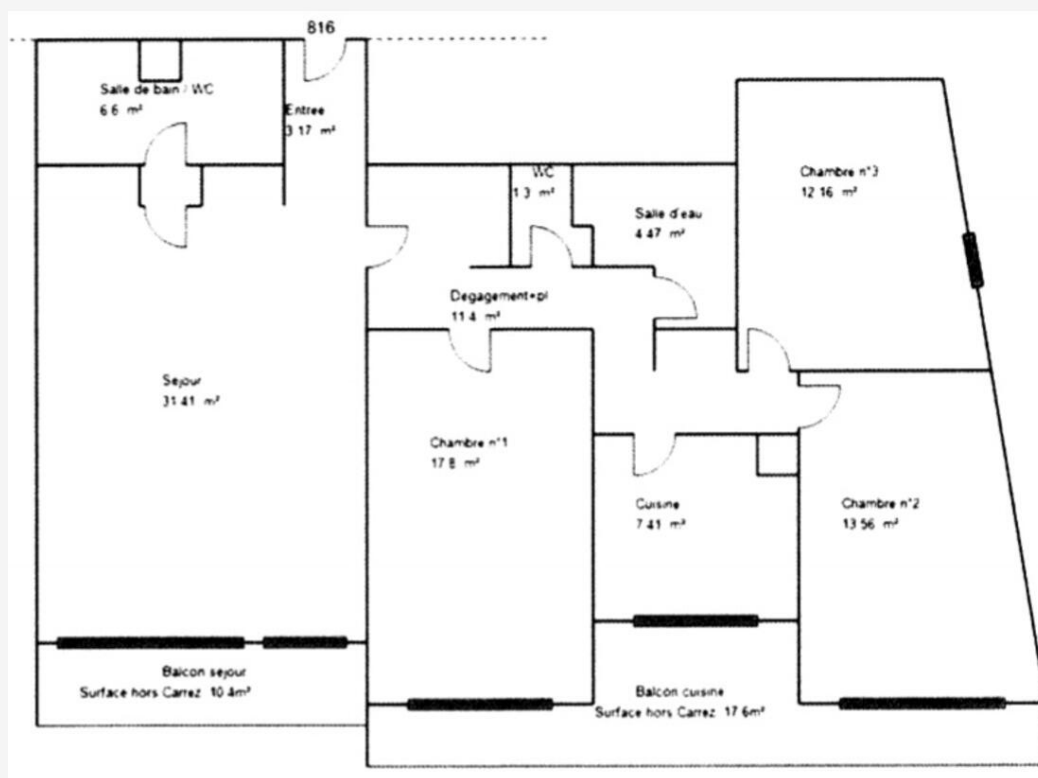 816
Salle de bain / WC
6.6 m²
Entree
3.17 m²
WC
1.3 m²
Chambre n°3
12.16 m²
Salle d'eau
4.47 m²
Degagement+pl
11.4 m²
Sejour
31.41 m²
Chambre n°1
17.8 m²
Cuisine
7.41 m²
Chambre n°2
13.56 m²
Balcon sejour
Surface hors Carrez 10.4m²
Balcon cuisine
Surface hors Carrez 17.6m²